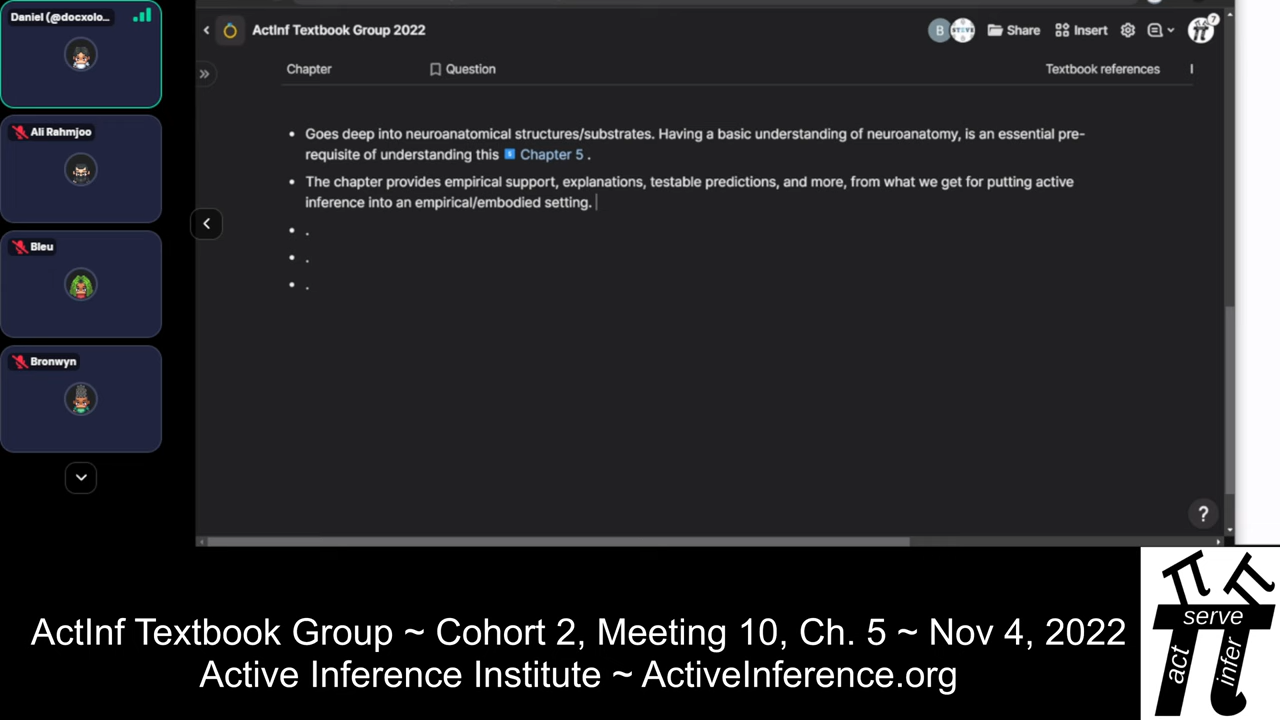 Daniel (@docxolo...
Ali Rahmjoo
Bleu
Bronwyn
ActInf Textbook Group 2022
B
Share
Insert
?
Chapter
Question
Textbook references
• Goes deep into neuroanatomical structures/substrates. Having a basic understanding of neuroanatomy, is an essential pre-
requisite of understanding this Chapter 5 .
• The chapter provides empirical support, explanations, testable predictions, and more, from what we get for putting active
inference into an empirical/embodied setting.
• .
• .
• .
?
ActInf Textbook Group ~ Cohort 2, Meeting 10, Ch. 5 ~ Nov 4, 2022
Active Inference Institute ~ ActiveInference.org
serve
act
infer